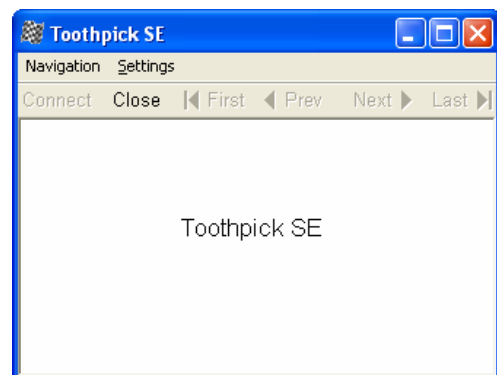 Toothpick SE
Navigation Settings
Connect Close First Prev Next Last
Toothpick SE